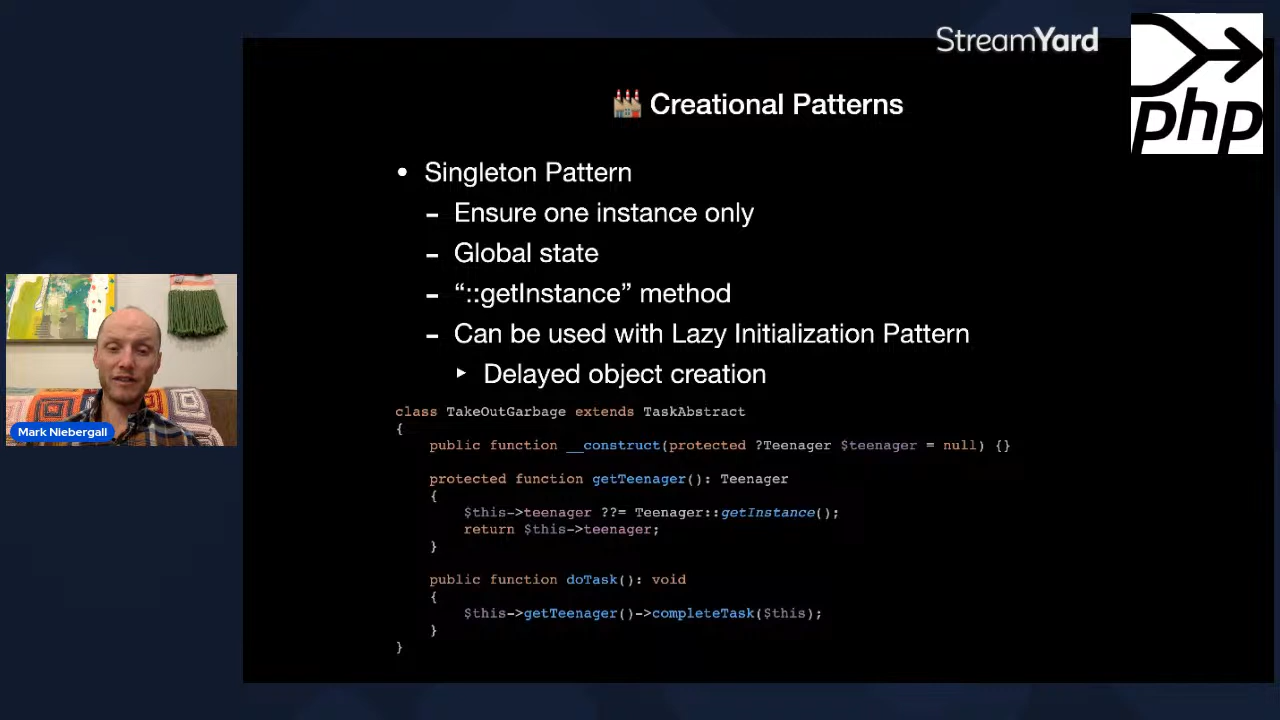 StreamYard
php
🏭 Creational Patterns
• Singleton Pattern
- Ensure one instance only
- Global state
- “::getInstance” method
- Can be used with Lazy Initialization Pattern
‣ Delayed object creation
class TakeOutGarbage extends TaskAbstract
{
    public function __construct(protected ?Teenager $teenager = null) {}
    protected function getTeenager(): Teenager
    {
        $this->teenager ??= Teenager::getInstance();
        return $this->teenager;
    }
    public function doTask(): void
    {
        $this->getTeenager()->completeTask($this);
    }
}
Mark Niebergall